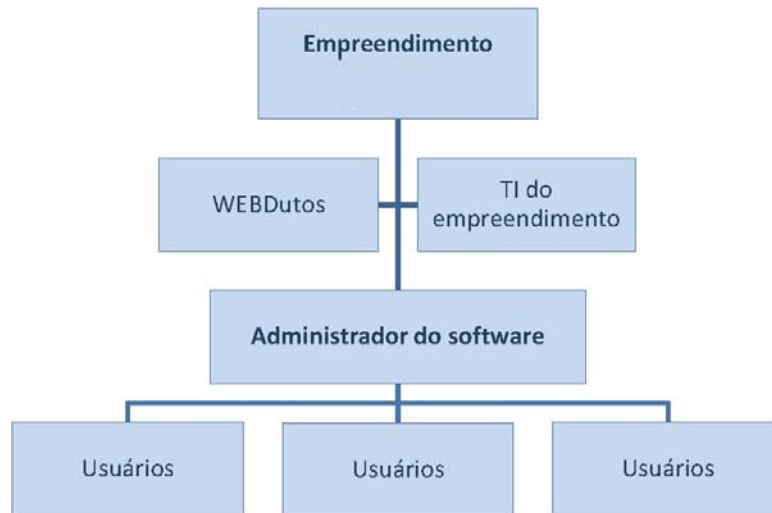 Empreendimento
WEBDutos
TI do
empreendimento
Administrador do software
Usuários
Usuários
Usuários